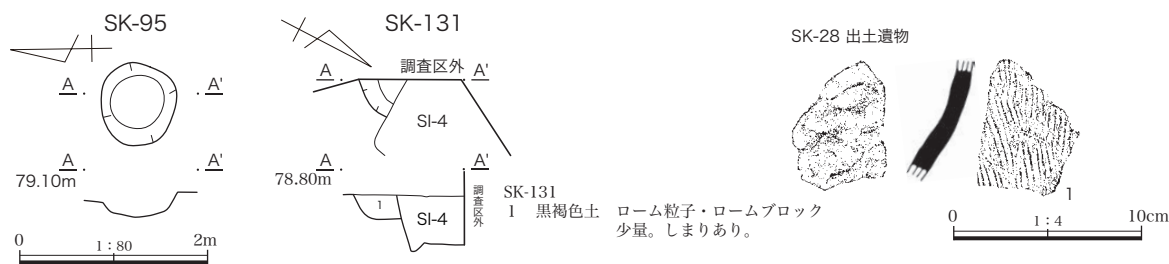 SK-95
A
A'
A
A'
79.10m
0
1：80
2m
SK-131
調査区外
A
A'
SI-4
A
A'
78.80m
1
SI-4
調査区外
SK-131
1 黒褐色土 ローム粒子・ロームブロック
少量。しまりあり。
SK-28 出土遺物
1
0
1：4
10cm